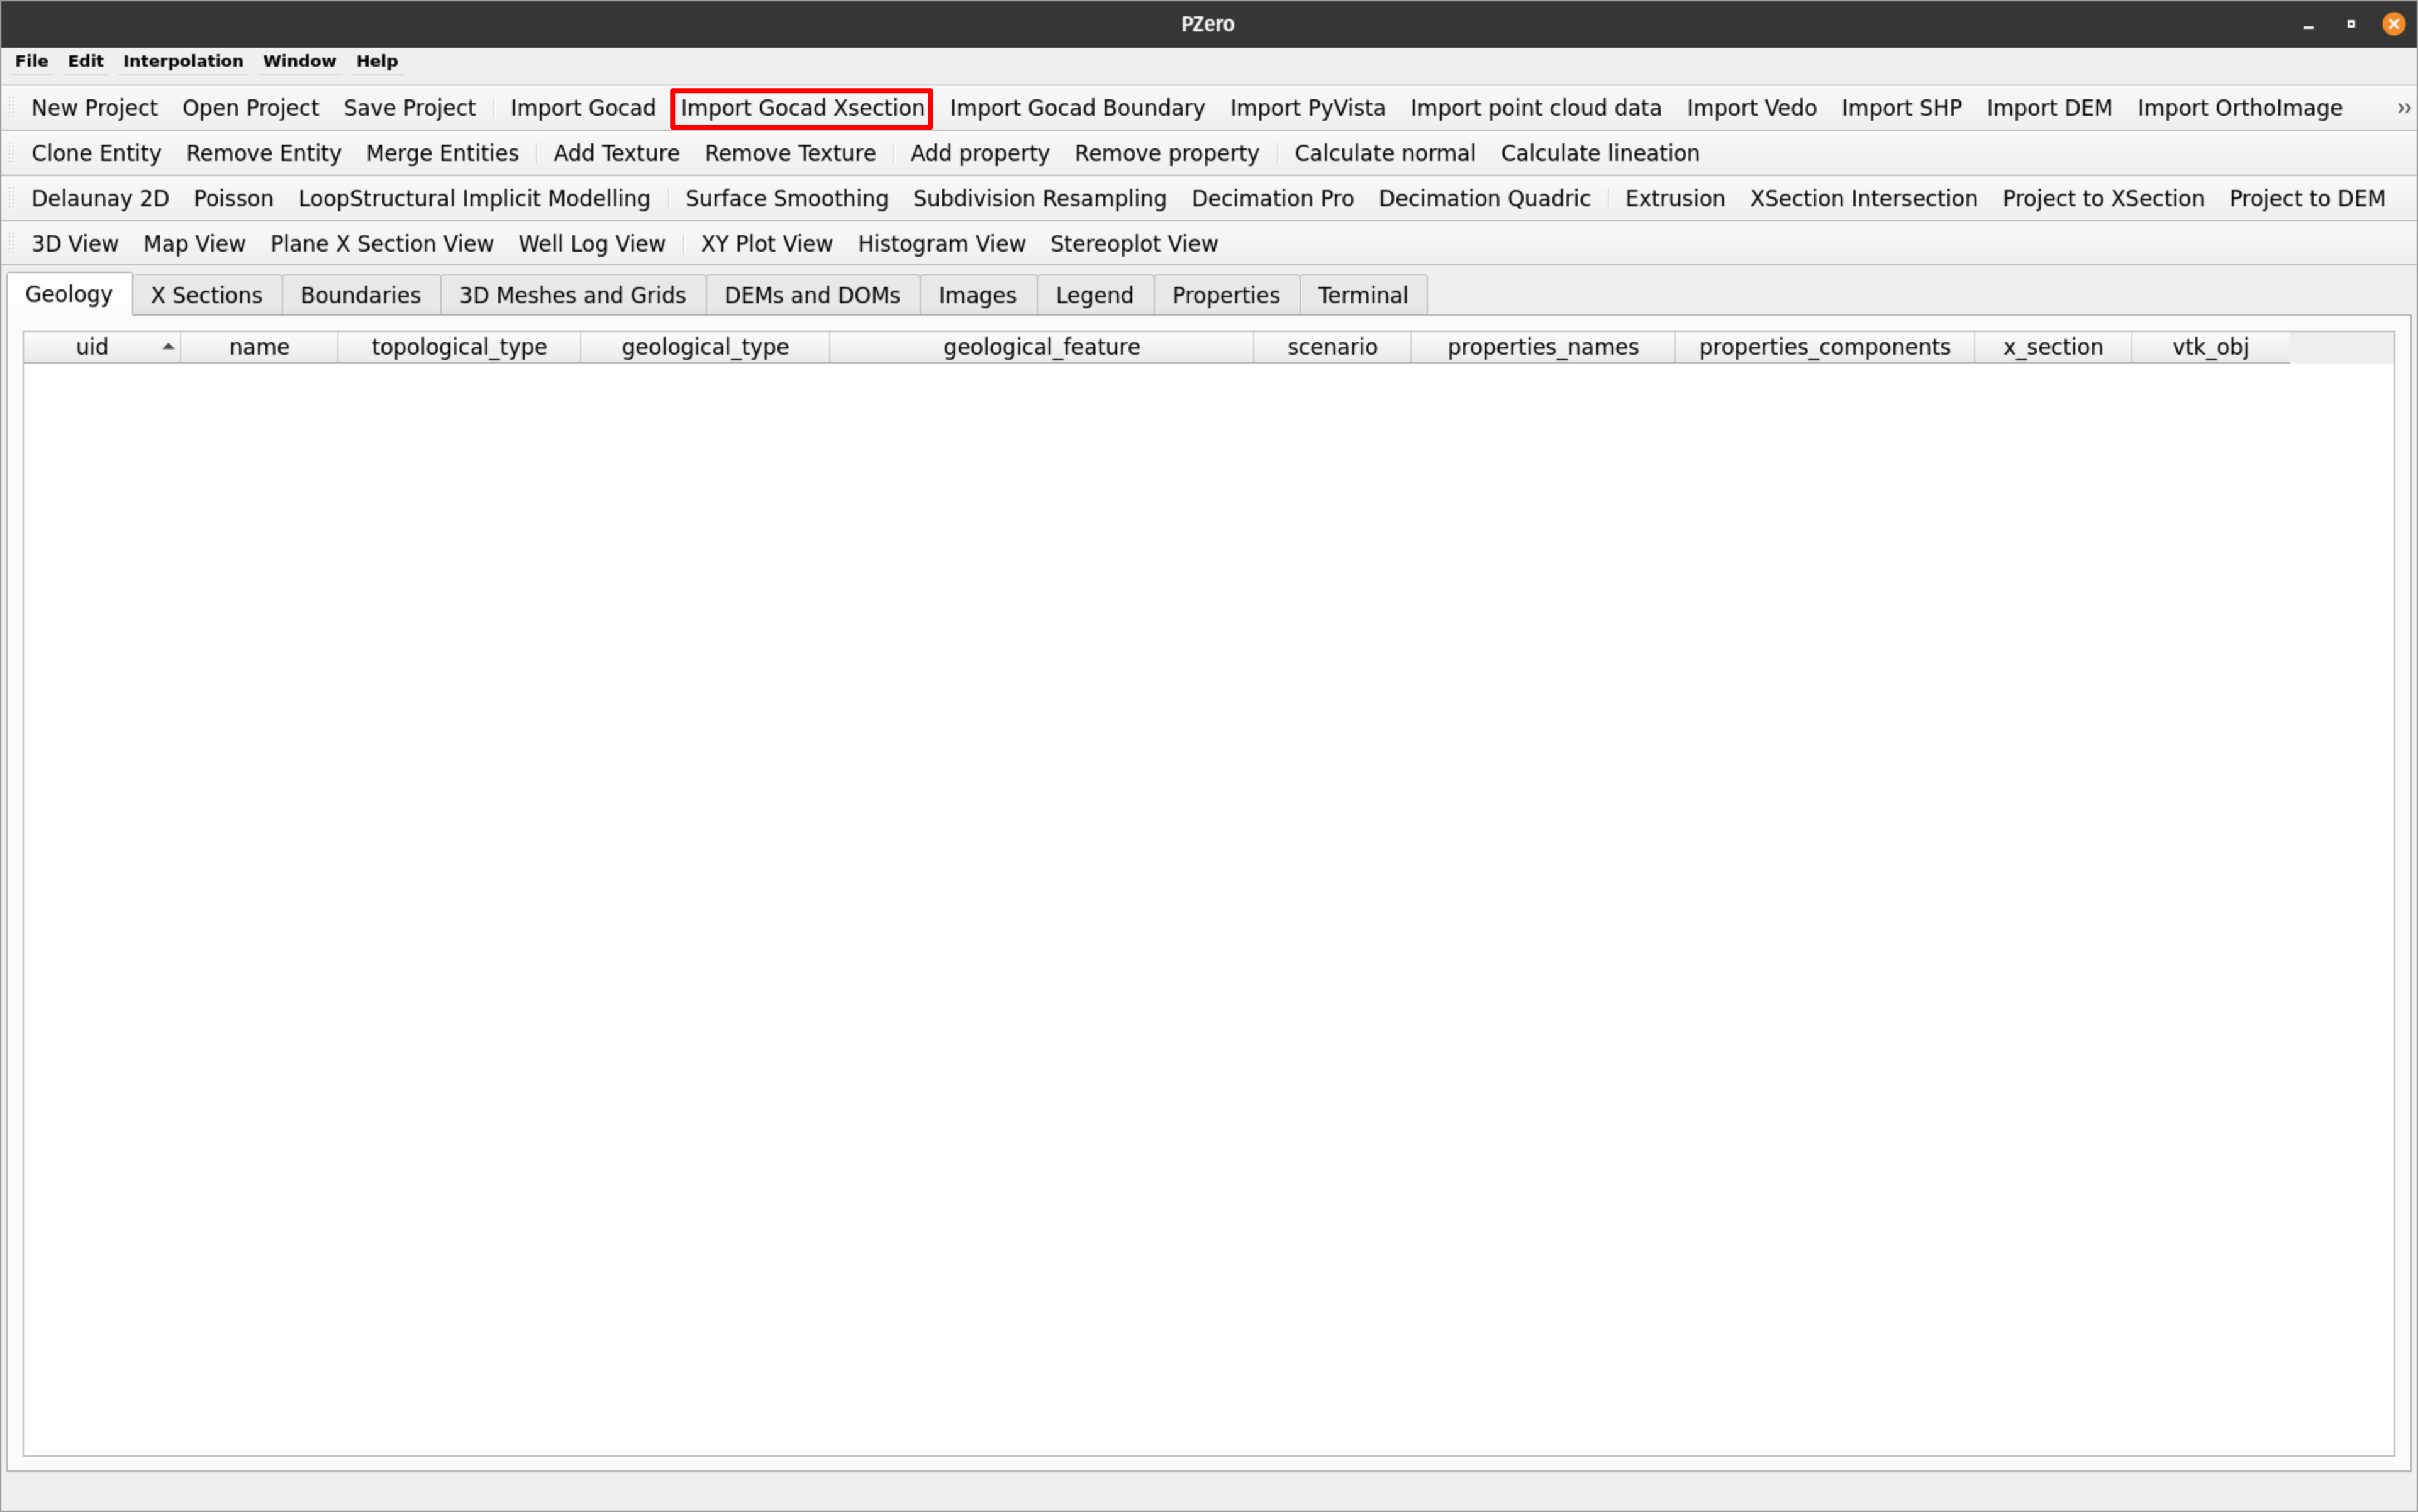 PZero
File Edit Interpolation Window Help
New Project Open Project Save Project Import Gocad Import Gocad Xsection Import Gocad Boundary Import PyVista Import point cloud data Import Vedo Import SHP Import DEM Import OrthoImage »
Clone Entity Remove Entity Merge Entities Add Texture Remove Texture Add property Remove property Calculate normal Calculate lineation
Delaunay 2D Poisson LoopStructural Implicit Modelling Surface Smoothing Subdivision Resampling Decimation Pro Decimation Quadric Extrusion XSection Intersection Project to XSection Project to DEM
3D View Map View Plane X Section View Well Log View XY Plot View Histogram View Stereoplot View
Geology X Sections Boundaries 3D Meshes and Grids DEMs and DOMs Images Legend Properties Terminal
uid name topological_type geological_type geological_feature scenario properties_names properties_components x_section vtk_obj